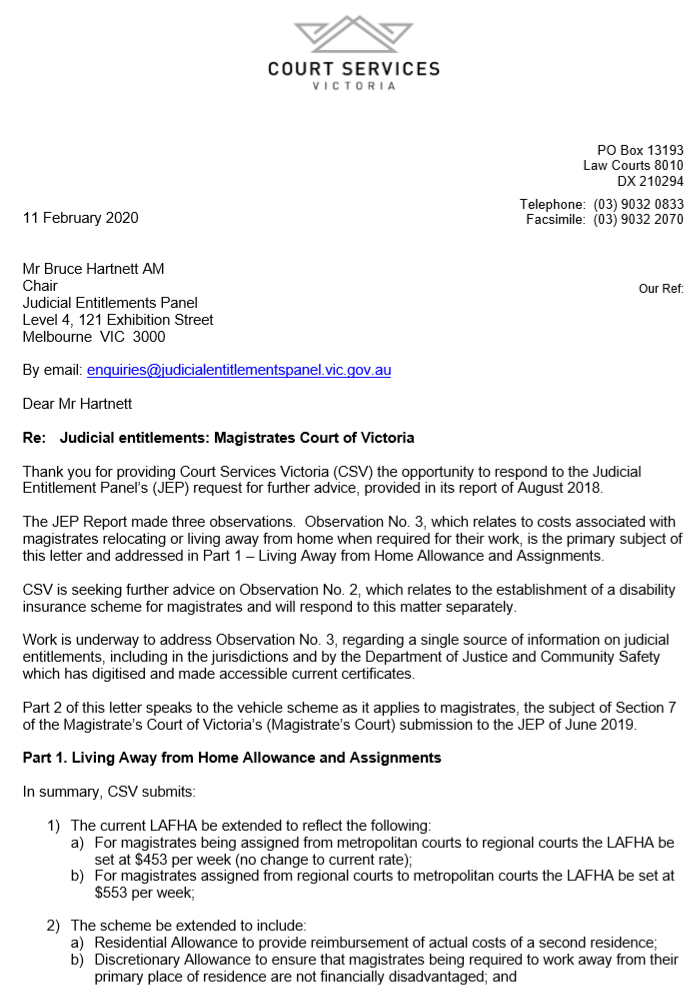 COURT SERVICES
VICTORIA
PO Box 13193
Law Courts 8010
DX 210294
Telephone: (03) 9032 0833
Facsimile: (03) 9032 2070
11 February 2020
Mr Bruce Hartnett AM
Chair
Our Ref:
Judicial Entitlements Panel
Level 4, 121 Exhibition Street
Melbourne VIC 3000
By email: enquiries@judicialentitlementspanel.vic.gov.au
Dear Mr Hartnett
Re: Judicial entitlements: Magistrates Court of Victoria
Thank you for providing Court Services Victoria (CSV) the opportunity to respond to the Judicial
Entitlement Panel's (JEP) request for further advice, provided in its report of August 2018.
The JEP Report made three observations. Observation No. 3, which relates to costs associated with
magistrates relocating or living away from home when required for their work, is the primary subject of
this letter and addressed in Part 1 – Living Away from Home Allowance and Assignments.
CSV is seeking further advice on Observation No. 2, which relates to the establishment of a disability
insurance scheme for magistrates and will respond to this matter separately.
Work is underway to address Observation No. 3, regarding a single source of information on judicial
entitlements, including in the jurisdictions and by the Department of Justice and Community Safety
which has digitised and made accessible current certificates.
Part 2 of this letter speaks to the vehicle scheme as it applies to magistrates, the subject of Section 7
of the Magistrate's Court of Victoria's (Magistrate's Court) submission to the JEP of June 2019.
Part 1. Living Away from Home Allowance and Assignments
In summary, CSV submits:
1) The current LAFHA be extended to reflect the following:
a) For magistrates being assigned from metropolitan courts to regional courts the LAFHA be
set at $453 per week (no change to current rate);
b) For magistrates assigned from regional courts to metropolitan courts the LAFHA be set at
$553 per week;
2) The scheme be extended to include:
a) Residential Allowance to provide reimbursement of actual costs of a second residence;
b) Discretionary Allowance to ensure that magistrates being required to work away from their
primary place of residence are not financially disadvantaged; and